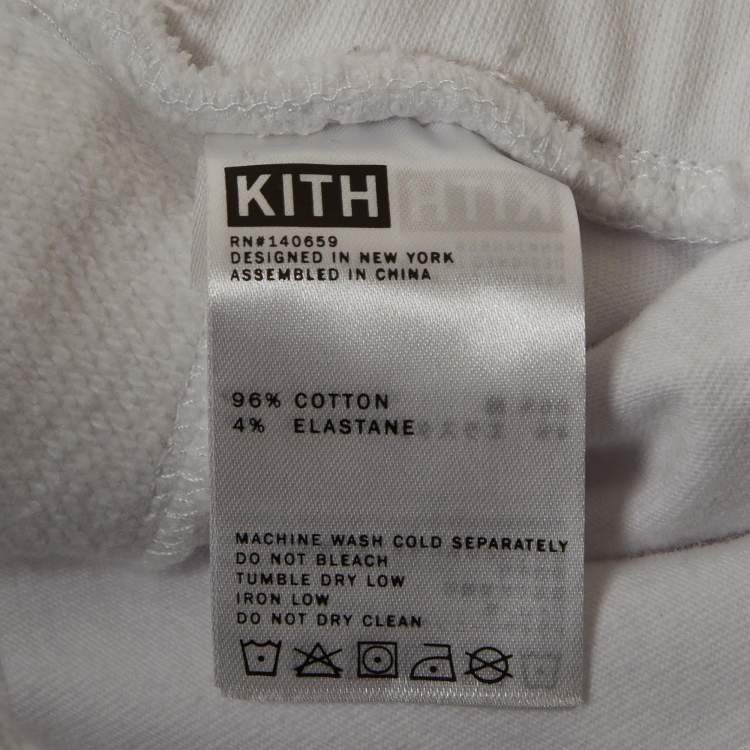 KITH
RN#140659
DESIGNED IN NEW YORK
ASSEMBLED IN CHINA
96% COTTON
4% ELASTANE
MACHINE WASH COLD SEPARATELY
DO NOT BLEACH
TUMBLE DRY LOW
IRON LOW
DO NOT DRY CLEAN